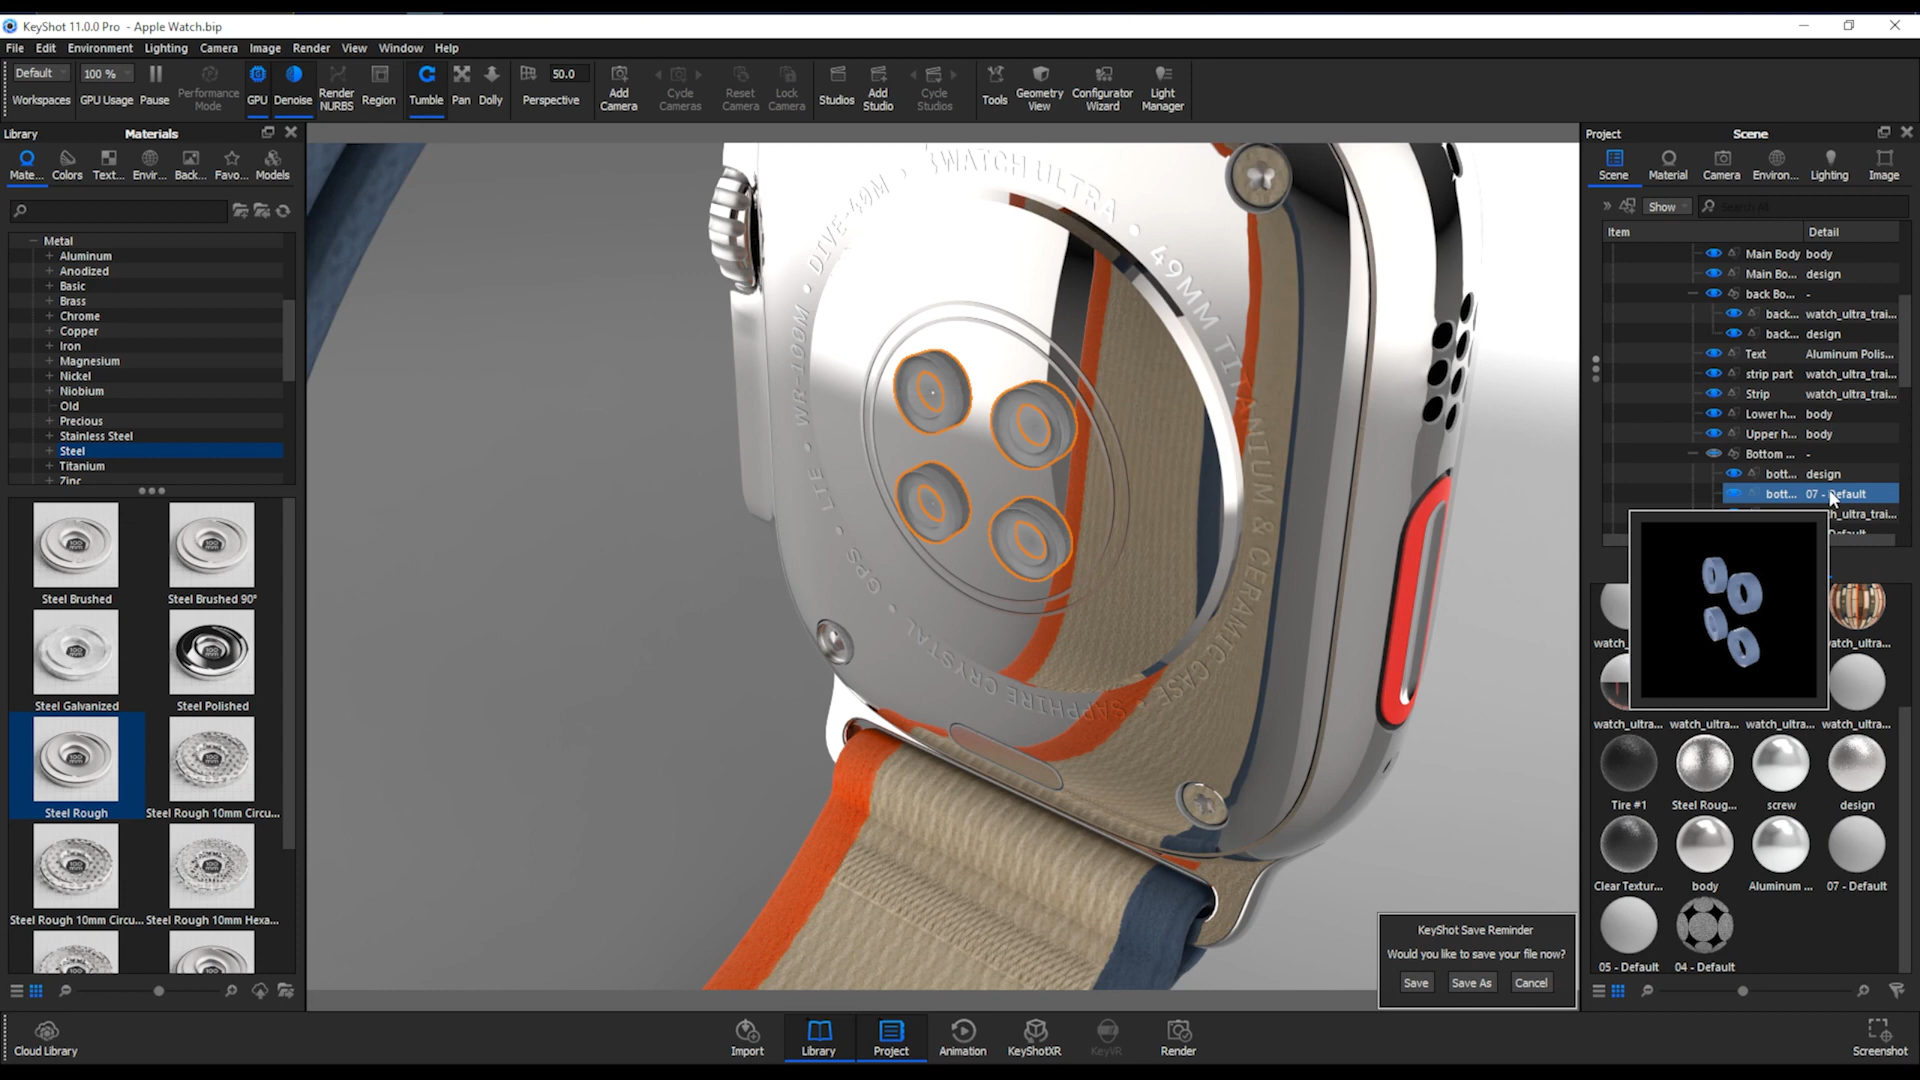 KeyShot 11.0.0 Pro - Apple Watch.bip
File Edit Environment Lighting Camera Image Render View Window Help
Default 100 % 50.0
Workspaces GPU Usage Pause Performance Mode GPU Denoise Render NURBS Region Tumble Pan Dolly Perspective Add Camera Cycle Cameras Reset Camera Lock Camera Studios Add Studio Cycle Studios Tools Geometry View Configurator Wizard Light Manager
Library Materials
Mate... Colors Text... Envir... Back... Favo... Models
Metal
Aluminum
Anodized
Basic
Brass
Chrome
Copper
Iron
Magnesium
Nickel
Niobium
Old
Precious
Stainless Steel
Steel
Titanium
Zinc
Steel Brushed Steel Brushed 90°
Steel Galvanized Steel Polished
Steel Rough Steel Rough 10mm Circu...
Steel Rough 10mm Circu... Steel Rough 10mm Hexa...
WATCH ULTRA • 49MM TITANIUM & CERAMIC CASE • SAPPHIRE CRYSTAL • GPS • LTE • WR-100M • DIVE-40M •
Project Scene
Scene Material Camera Environ... Lighting Image
Show Search All
Item Detail
Main Body body
Main Bo... design
back Bo... -
back... watch_ultra_trai...
back... design
Text Aluminum Polis...
strip part watch_ultra_trai...
Strip watch_ultra_trai...
Lower h... body
Upper h... body
Bottom ... -
bott... design
bott... 07 - Default
watch_ultra... watch_ultra... watch_ultra... watch_ultra...
Tire #1 Steel Roug... screw design
Clear Textur... body Aluminum ... 07 - Default
05 - Default 04 - Default
KeyShot Save Reminder
Would you like to save your file now?
Save Save As Cancel
Cloud Library Import Library Project Animation KeyShotXR KeyVR Render Screenshot